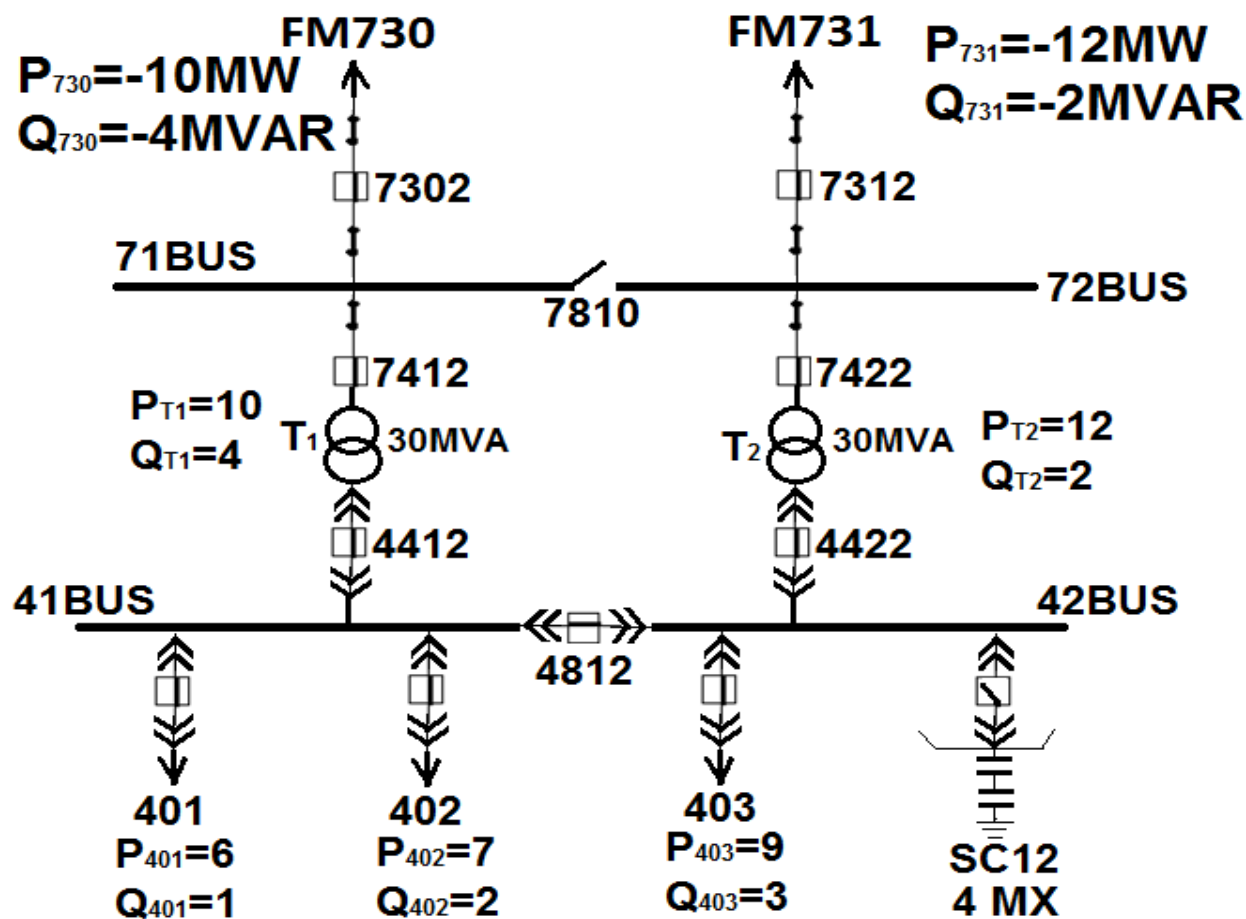 FM730
FM731
P730=-10MW
Q730=-4MVAR
P731=-12MW
Q731=-2MVAR
7302
7312
71BUS
7810
72BUS
7412
7422
PT1=10
QT1=4
T1
30MVA
T2
30MVA
PT2=12
QT2=2
4412
4422
41BUS
4812
42BUS
401
P401=6
Q401=1
402
P402=7
Q402=2
403
P403=9
Q403=3
SC12
4 MX